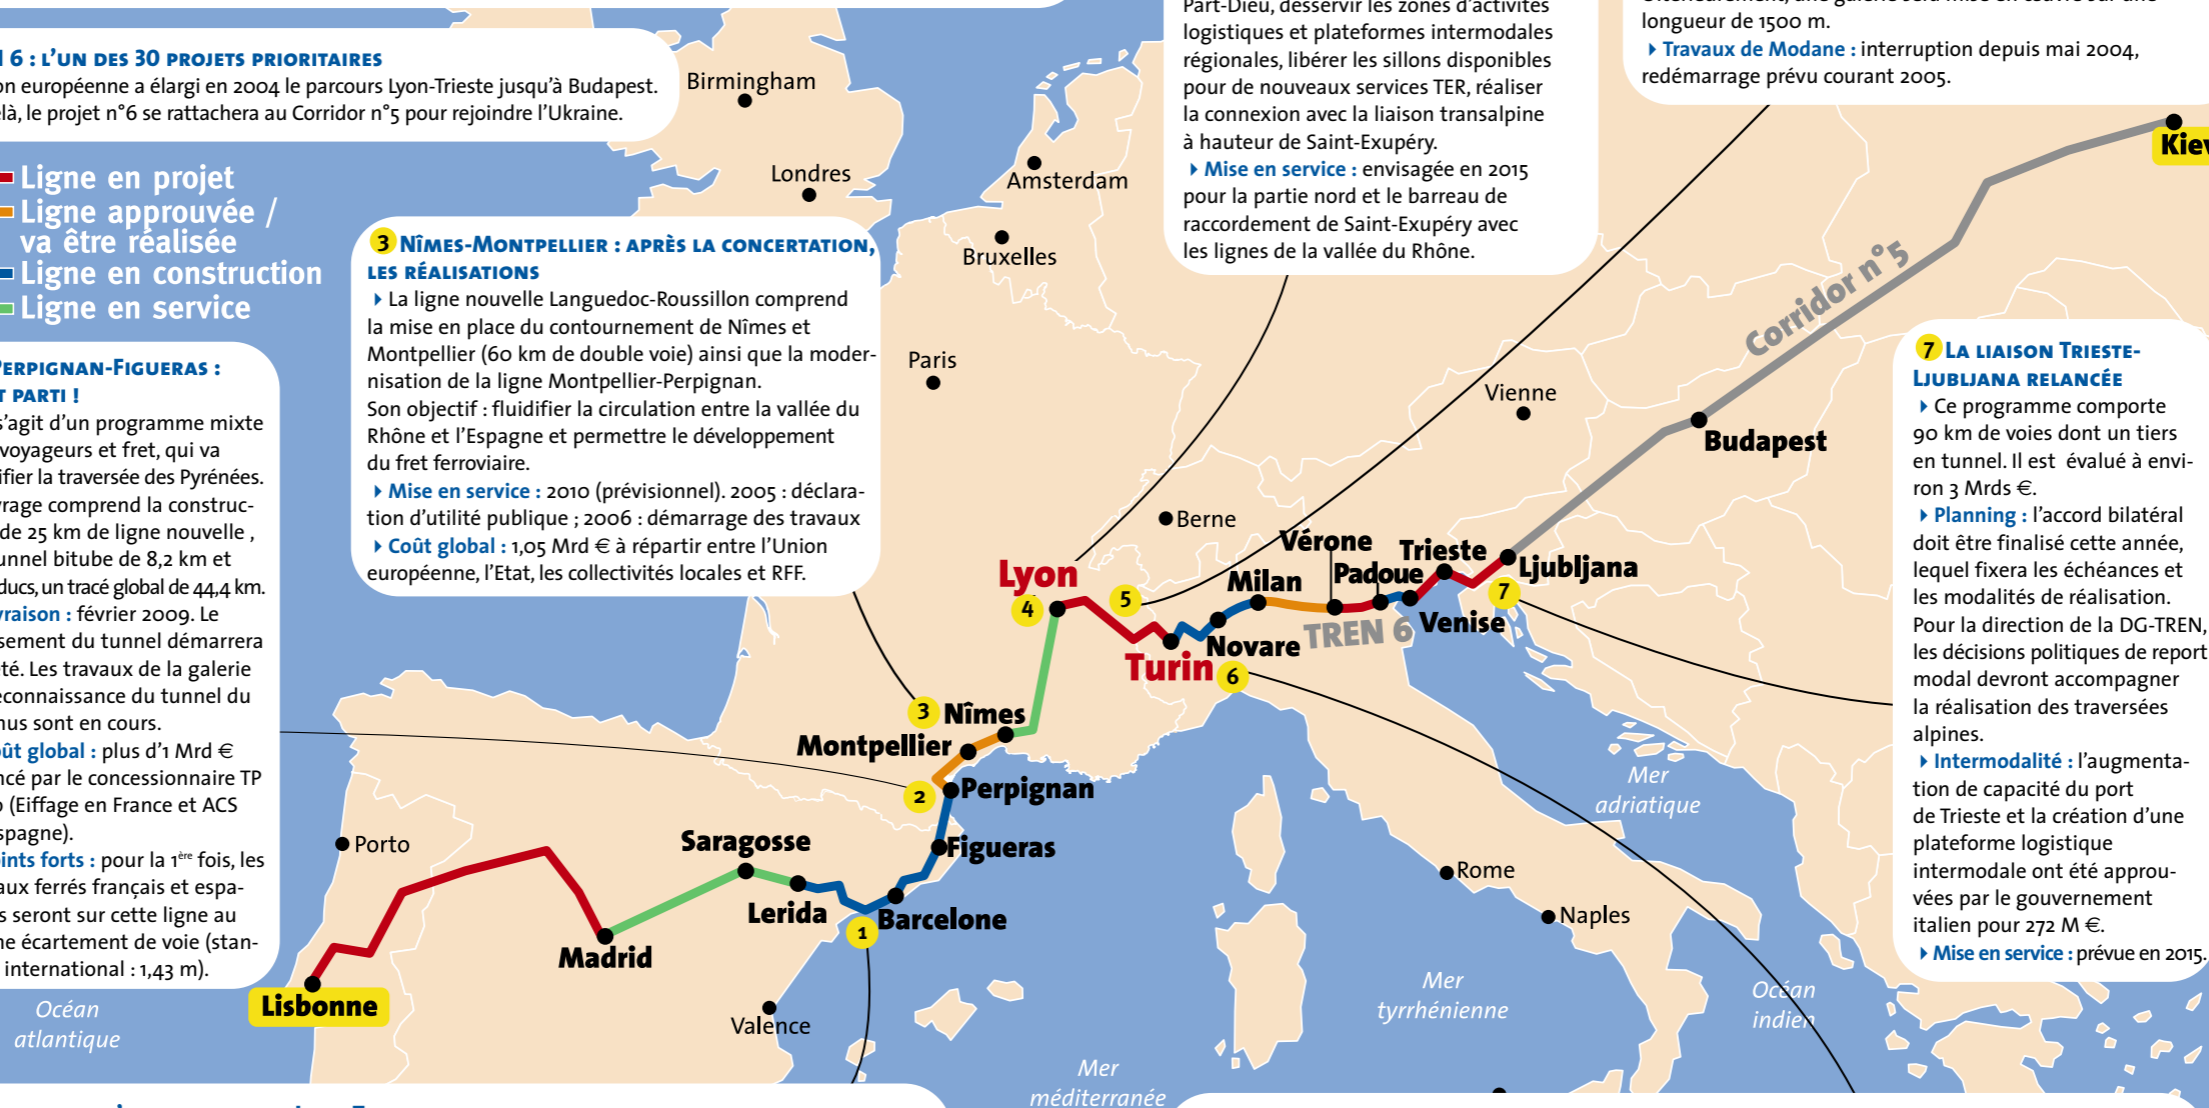 6 : L'UN DES 30 PROJETS PRIORITAIRES
européenne a élargi en 2004 le parcours Lyon-Trieste jusqu'à Budapest.
le projet n°6 se rattachera au Corridor n°5 pour rejoindre l'Ukraine.
Ligne en projet
Ligne approuvée /
va être réalisée
Ligne en construction
Ligne en service
PERPIGNAN-FIGUERAS :
PARTI !
s'agit d'un programme mixte
voyageurs et fret, qui va
la traversée des Pyrénées.
comprend la construc-
de 25 km de ligne nouvelle ,
bitube de 8,2 km et
un tracé global de 44,4 km.
février 2009. Le
du tunnel démarrera
Les travaux de la galerie
du tunnel du
sont en cours.
global : plus d'1 Mrd €
par le concessionnaire TP
(Eiffage en France et ACS
forts : pour la 1ère fois, les
ferrés français et espa-
seront sur cette ligne au
écartement de voie (stan-
international : 1,43 m).
3 NÎMES-MONTPELLIER : APRÈS LA CONCERTATION,
LES RÉALISATIONS
La ligne nouvelle Languedoc-Roussillon comprend
la mise en place du contournement de Nîmes et
Montpellier (60 km de double voie) ainsi que la moder-
nisation de la ligne Montpellier-Perpignan.
Son objectif : fluidifier la circulation entre la vallée du
Rhône et l'Espagne et permettre le développement
du fret ferroviaire.
Mise en service : 2010 (prévisionnel). 2005 : déclara-
tion d'utilité publique ; 2006 : démarrage des travaux
Coût global : 1,05 Mrd € à répartir entre l'Union
européenne, l'Etat, les collectivités locales et RFF.
Part-Dieu, desservir les zones d'activités
logistiques et plateformes intermodales
régionales, libérer les sillons disponibles
pour de nouveaux services TER, réaliser
la connexion avec la liaison transalpine
à hauteur de Saint-Exupéry.
Mise en service : envisagée en 2015
pour la partie nord et le barreau de
raccordement de Saint-Exupéry avec
les lignes de la vallée du Rhône.
longueur de 1500 m.
Travaux de Modane : interruption depuis mai 2004,
redémarrage prévu courant 2005.
7 LA LIAISON TRIESTE-
LJUBLJANA RELANCÉE
Ce programme comporte
90 km de voies dont un tiers
en tunnel. Il est évalué à envi-
ron 3 Mrds €.
Planning : l'accord bilatéral
doit être finalisé cette année,
lequel fixera les échéances et
les modalités de réalisation.
Pour la direction de la DG-TREN,
les décisions politiques de report
modal devront accompagner
la réalisation des traversées
alpines.
Intermodalité : l'augmenta-
tion de capacité du port
de Trieste et la création d'une
plateforme logistique
intermodale ont été approu-
vées par le gouvernement
italien pour 272 M €.
Mise en service : prévue en 2015.
Birmingham
Londres
Amsterdam
Bruxelles
Paris
Vienne
Berne
Kiev
Corridor n°5
Budapest
Vérone
Trieste
Ljubljana
Lyon
Milan
Padoue
4
5
7
TREN 6
Venise
Novare
Turin
6
3
Nîmes
Montpellier
2
Perpignan
Figueras
Saragosse
Lerida
Barcelone
1
Madrid
Porto
Lisbonne
Valence
Rome
Naples
Mer
adriatique
Mer
tyrrhénienne
Océan
indien
Océan
atlantique
Mer
méditerranée